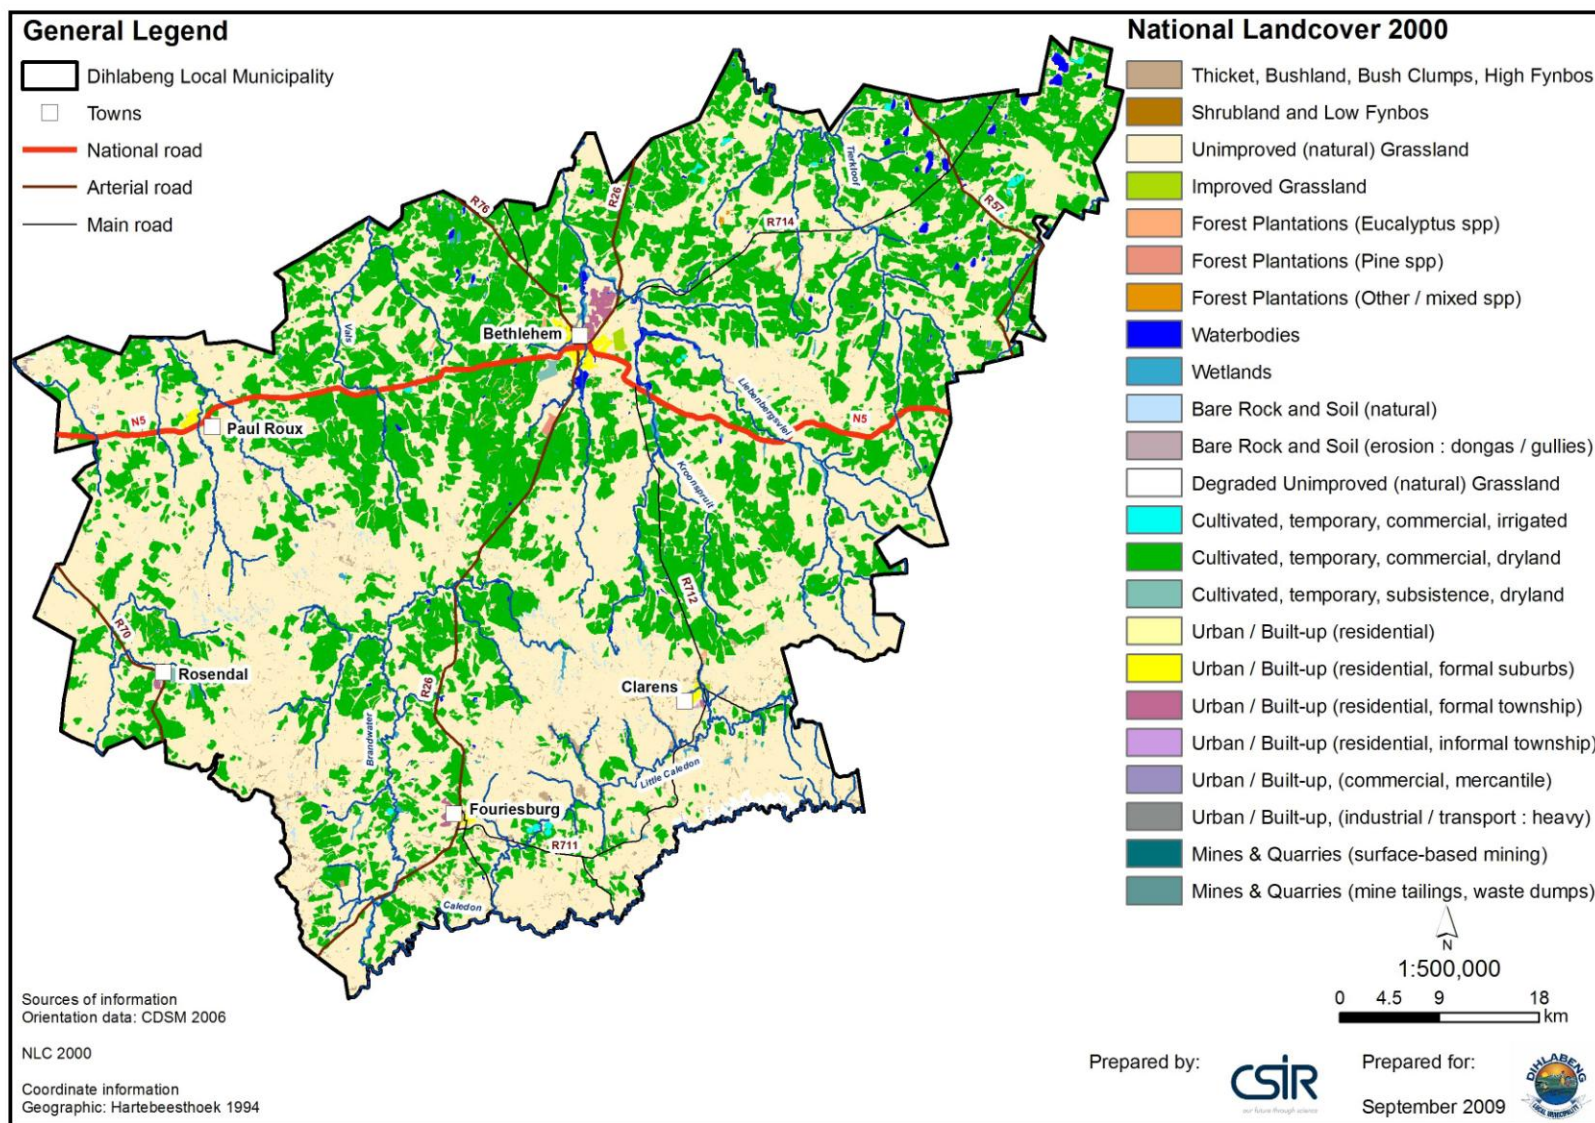 General Legend
Dihlabeng Local Municipality
Towns
National road
Arterial road
Main road
National Landcover 2000
Thicket, Bushland, Bush Clumps, High Fynbos
Shrubland and Low Fynbos
Unimproved (natural) Grassland
Improved Grassland
Forest Plantations (Eucalyptus spp)
Forest Plantations (Pine spp)
Forest Plantations (Other / mixed spp)
Waterbodies
Wetlands
Bare Rock and Soil (natural)
Bare Rock and Soil (erosion : dongas / gullies)
Degraded Unimproved (natural) Grassland
Cultivated, temporary, commercial, irrigated
Cultivated, temporary, commercial, dryland
Cultivated, temporary, subsistence, dryland
Urban / Built-up (residential)
Urban / Built-up (residential, formal suburbs)
Urban / Built-up (residential, formal township)
Urban / Built-up (residential, informal township)
Urban / Built-up, (commercial, mercantile)
Urban / Built-up, (industrial / transport : heavy)
Mines & Quarries (surface-based mining)
Mines & Quarries (mine tailings, waste dumps)
Tierkloof
R76
R26
R57
R714
Vals
Bethlehem
Liebenbergsvlei
N5
N5
Paul Roux
Kroonspruit
R712
R70
Rosendal
R26
Clarens
Brandwater
Little Caledon
Fouriesburg
R711
Caledon
N
1:500,000
0 4.5 9 18
km
Sources of information
Orientation data: CDSM 2006
NLC 2000
Coordinate information
Geographic: Hartebeesthoek 1994
Prepared by:
CSIR
our future through science
Prepared for:
September 2009
DIHLABENG
LOCAL MUNICIPALITY